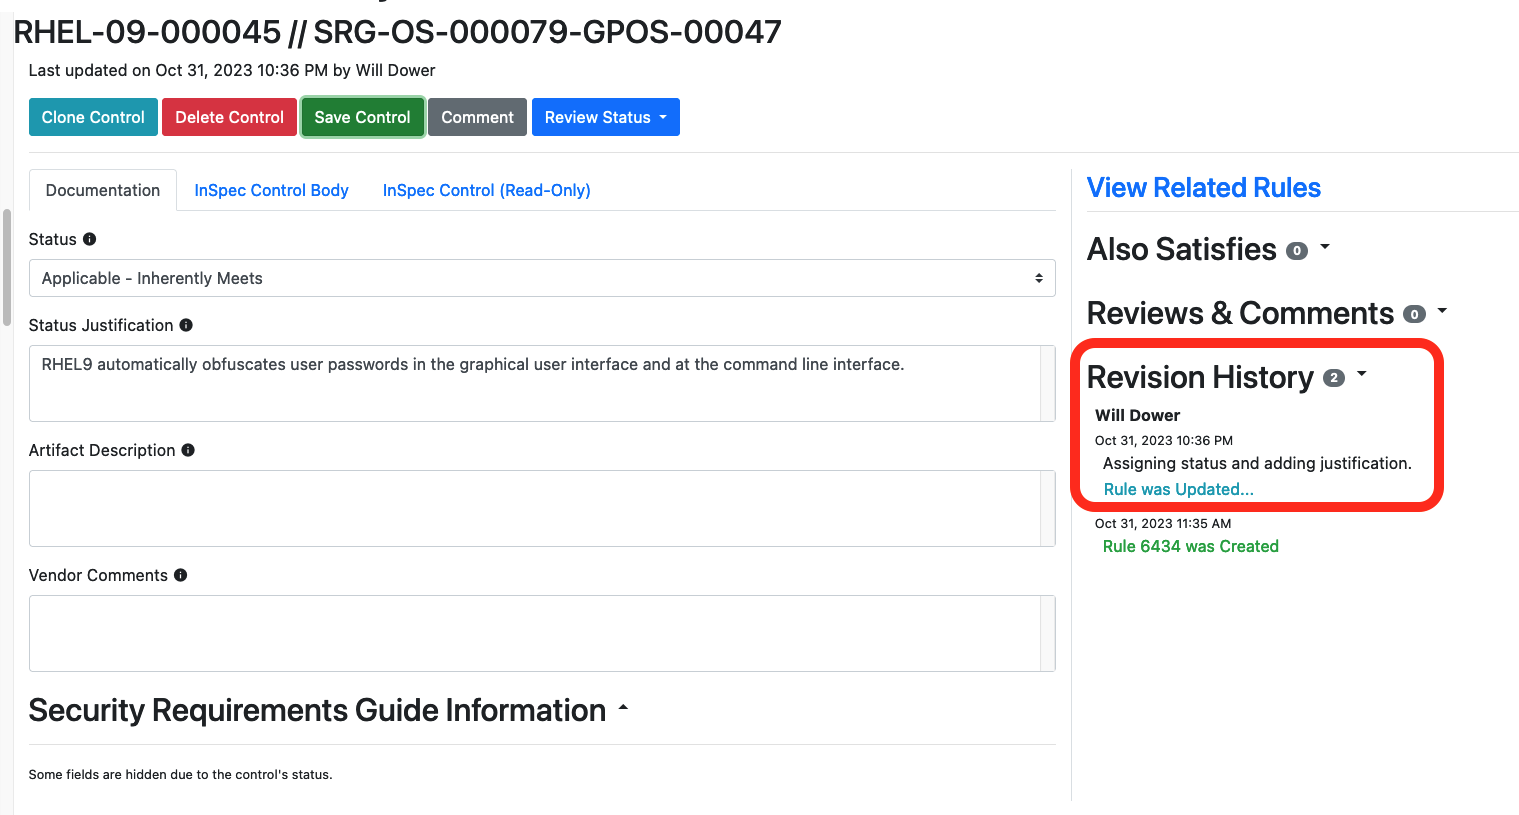 RHEL-09-000045 // SRG-OS-000079-GPOS-00047
Last updated on Oct 31, 2023 10:36 PM by Will Dower
Clone Control
Delete Control
Save Control
Comment
Review Status
Documentation
InSpec Control Body
InSpec Control (Read-Only)
Status
Applicable - Inherently Meets
Status Justification
RHEL9 automatically obfuscates user passwords in the graphical user interface and at the command line interface.
Artifact Description
Vendor Comments
Security Requirements Guide Information
Some fields are hidden due to the control's status.
View Related Rules
Also Satisfies 0
Reviews & Comments 0
Revision History 2
Will Dower
Oct 31, 2023 10:36 PM
Assigning status and adding justification.
Rule was Updated...
Oct 31, 2023 11:35 AM
Rule 6434 was Created